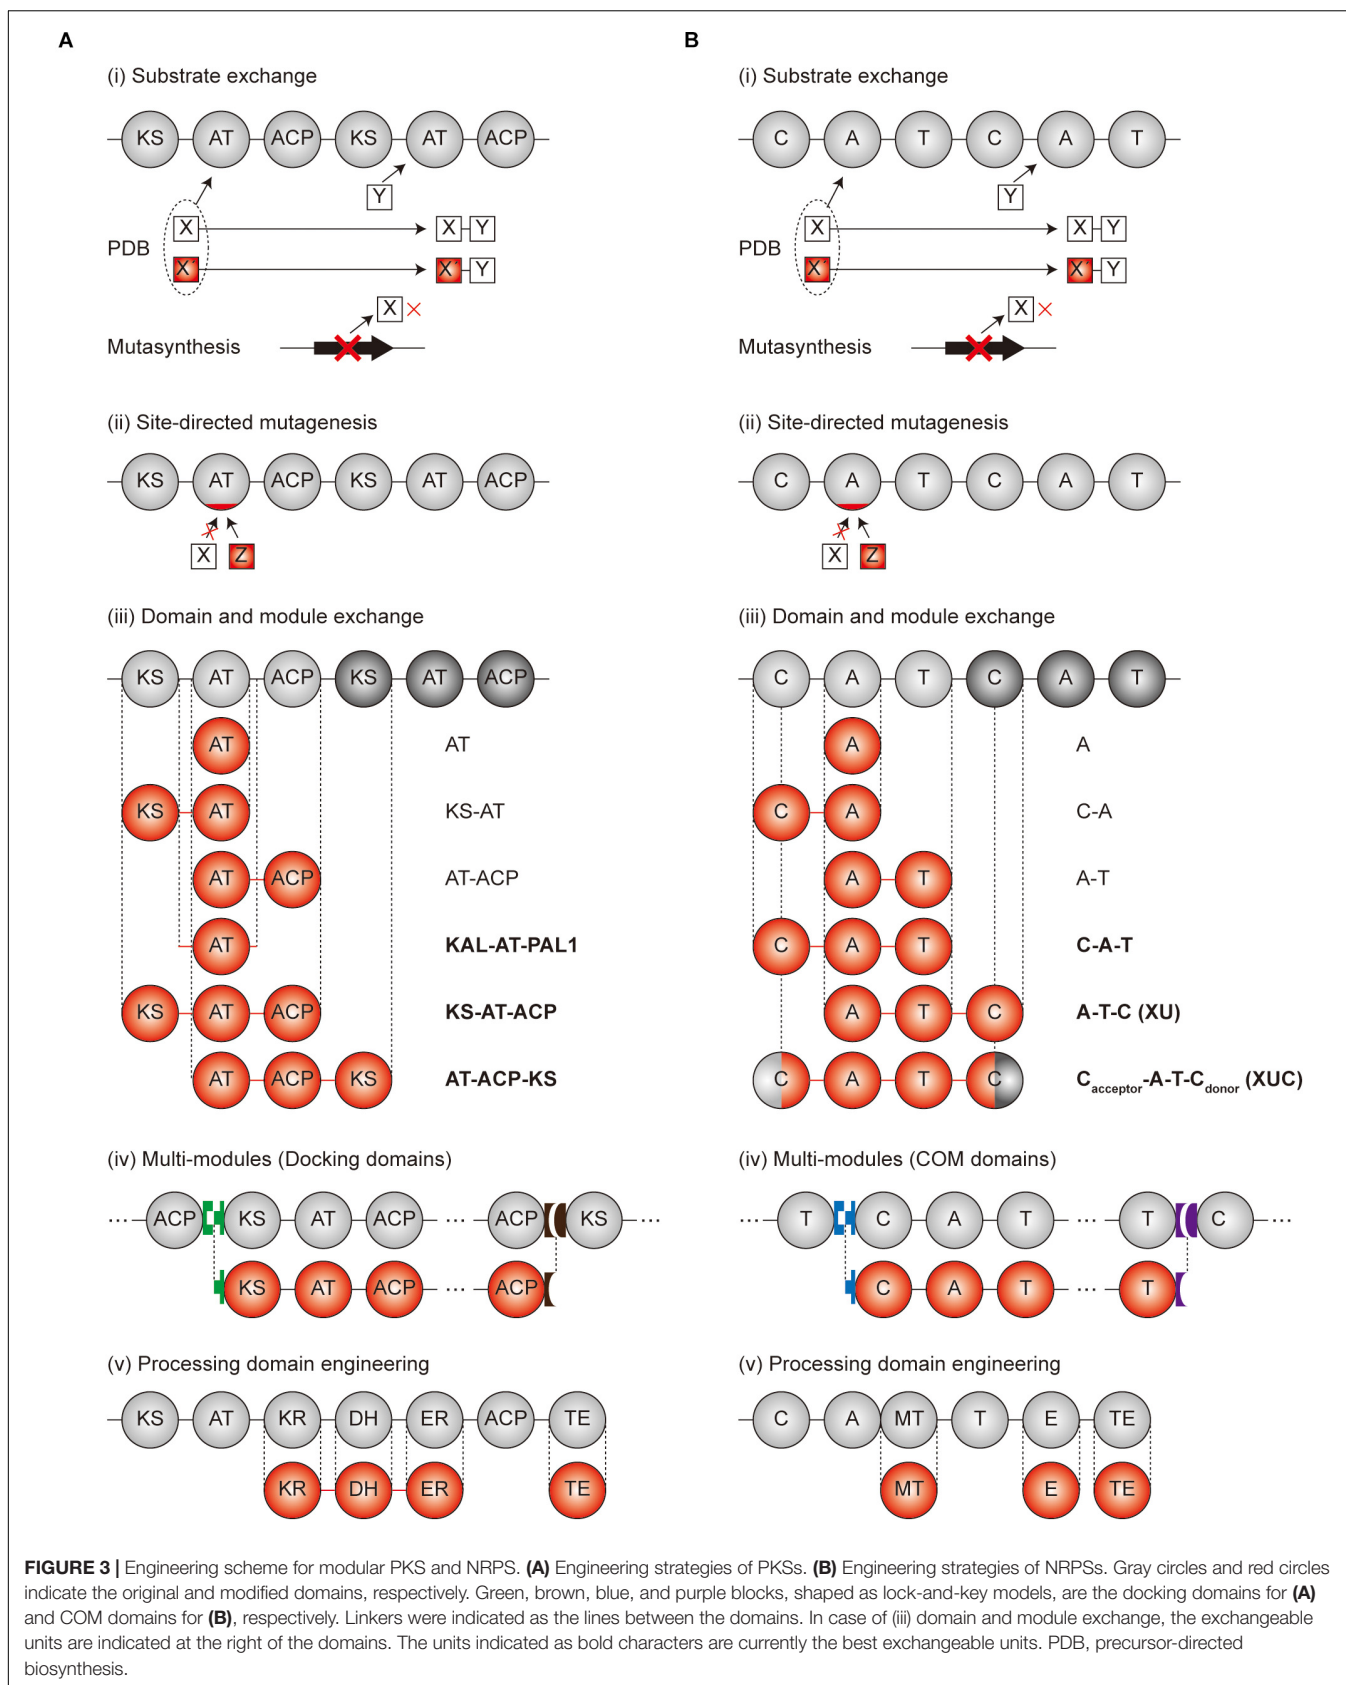 A
(i) Substrate exchange
KS AT ACP KS AT ACP
Y
X X Y
PDB
X´ X´ Y
X
Mutasynthesis
(ii) Site-directed mutagenesis
KS AT ACP KS AT ACP
X Z
(iii) Domain and module exchange
KS AT ACP KS AT ACP
AT AT
KS AT KS-AT
AT ACP AT-ACP
AT KAL-AT-PAL1
KS AT ACP KS-AT-ACP
AT ACP KS AT-ACP-KS
(iv) Multi-modules (Docking domains)
··· ACP KS AT ACP ··· ACP KS ···
KS AT ACP ··· ACP
(v) Processing domain engineering
KS AT KR DH ER ACP TE
KR DH ER TE
B
(i) Substrate exchange
C A T C A T
Y
X X Y
PDB
X´ X´ Y
X
Mutasynthesis
(ii) Site-directed mutagenesis
C A T C A T
X Z
(iii) Domain and module exchange
C A T C A T
A A
C A C-A
A T A-T
C A T C-A-T
A T C A-T-C (XU)
C A T C Cacceptor-A-T-Cdonor (XUC)
(iv) Multi-modules (COM domains)
··· T C A T ··· T C ···
C A T ··· T
(v) Processing domain engineering
C A MT T E TE
MT E TE
FIGURE 3 | Engineering scheme for modular PKS and NRPS. (A) Engineering strategies of PKSs. (B) Engineering strategies of NRPSs. Gray circles and red circles
indicate the original and modified domains, respectively. Green, brown, blue, and purple blocks, shaped as lock-and-key models, are the docking domains for (A)
and COM domains for (B), respectively. Linkers were indicated as the lines between the domains. In case of (iii) domain and module exchange, the exchangeable
units are indicated at the right of the domains. The units indicated as bold characters are currently the best exchangeable units. PDB, precursor-directed
biosynthesis.